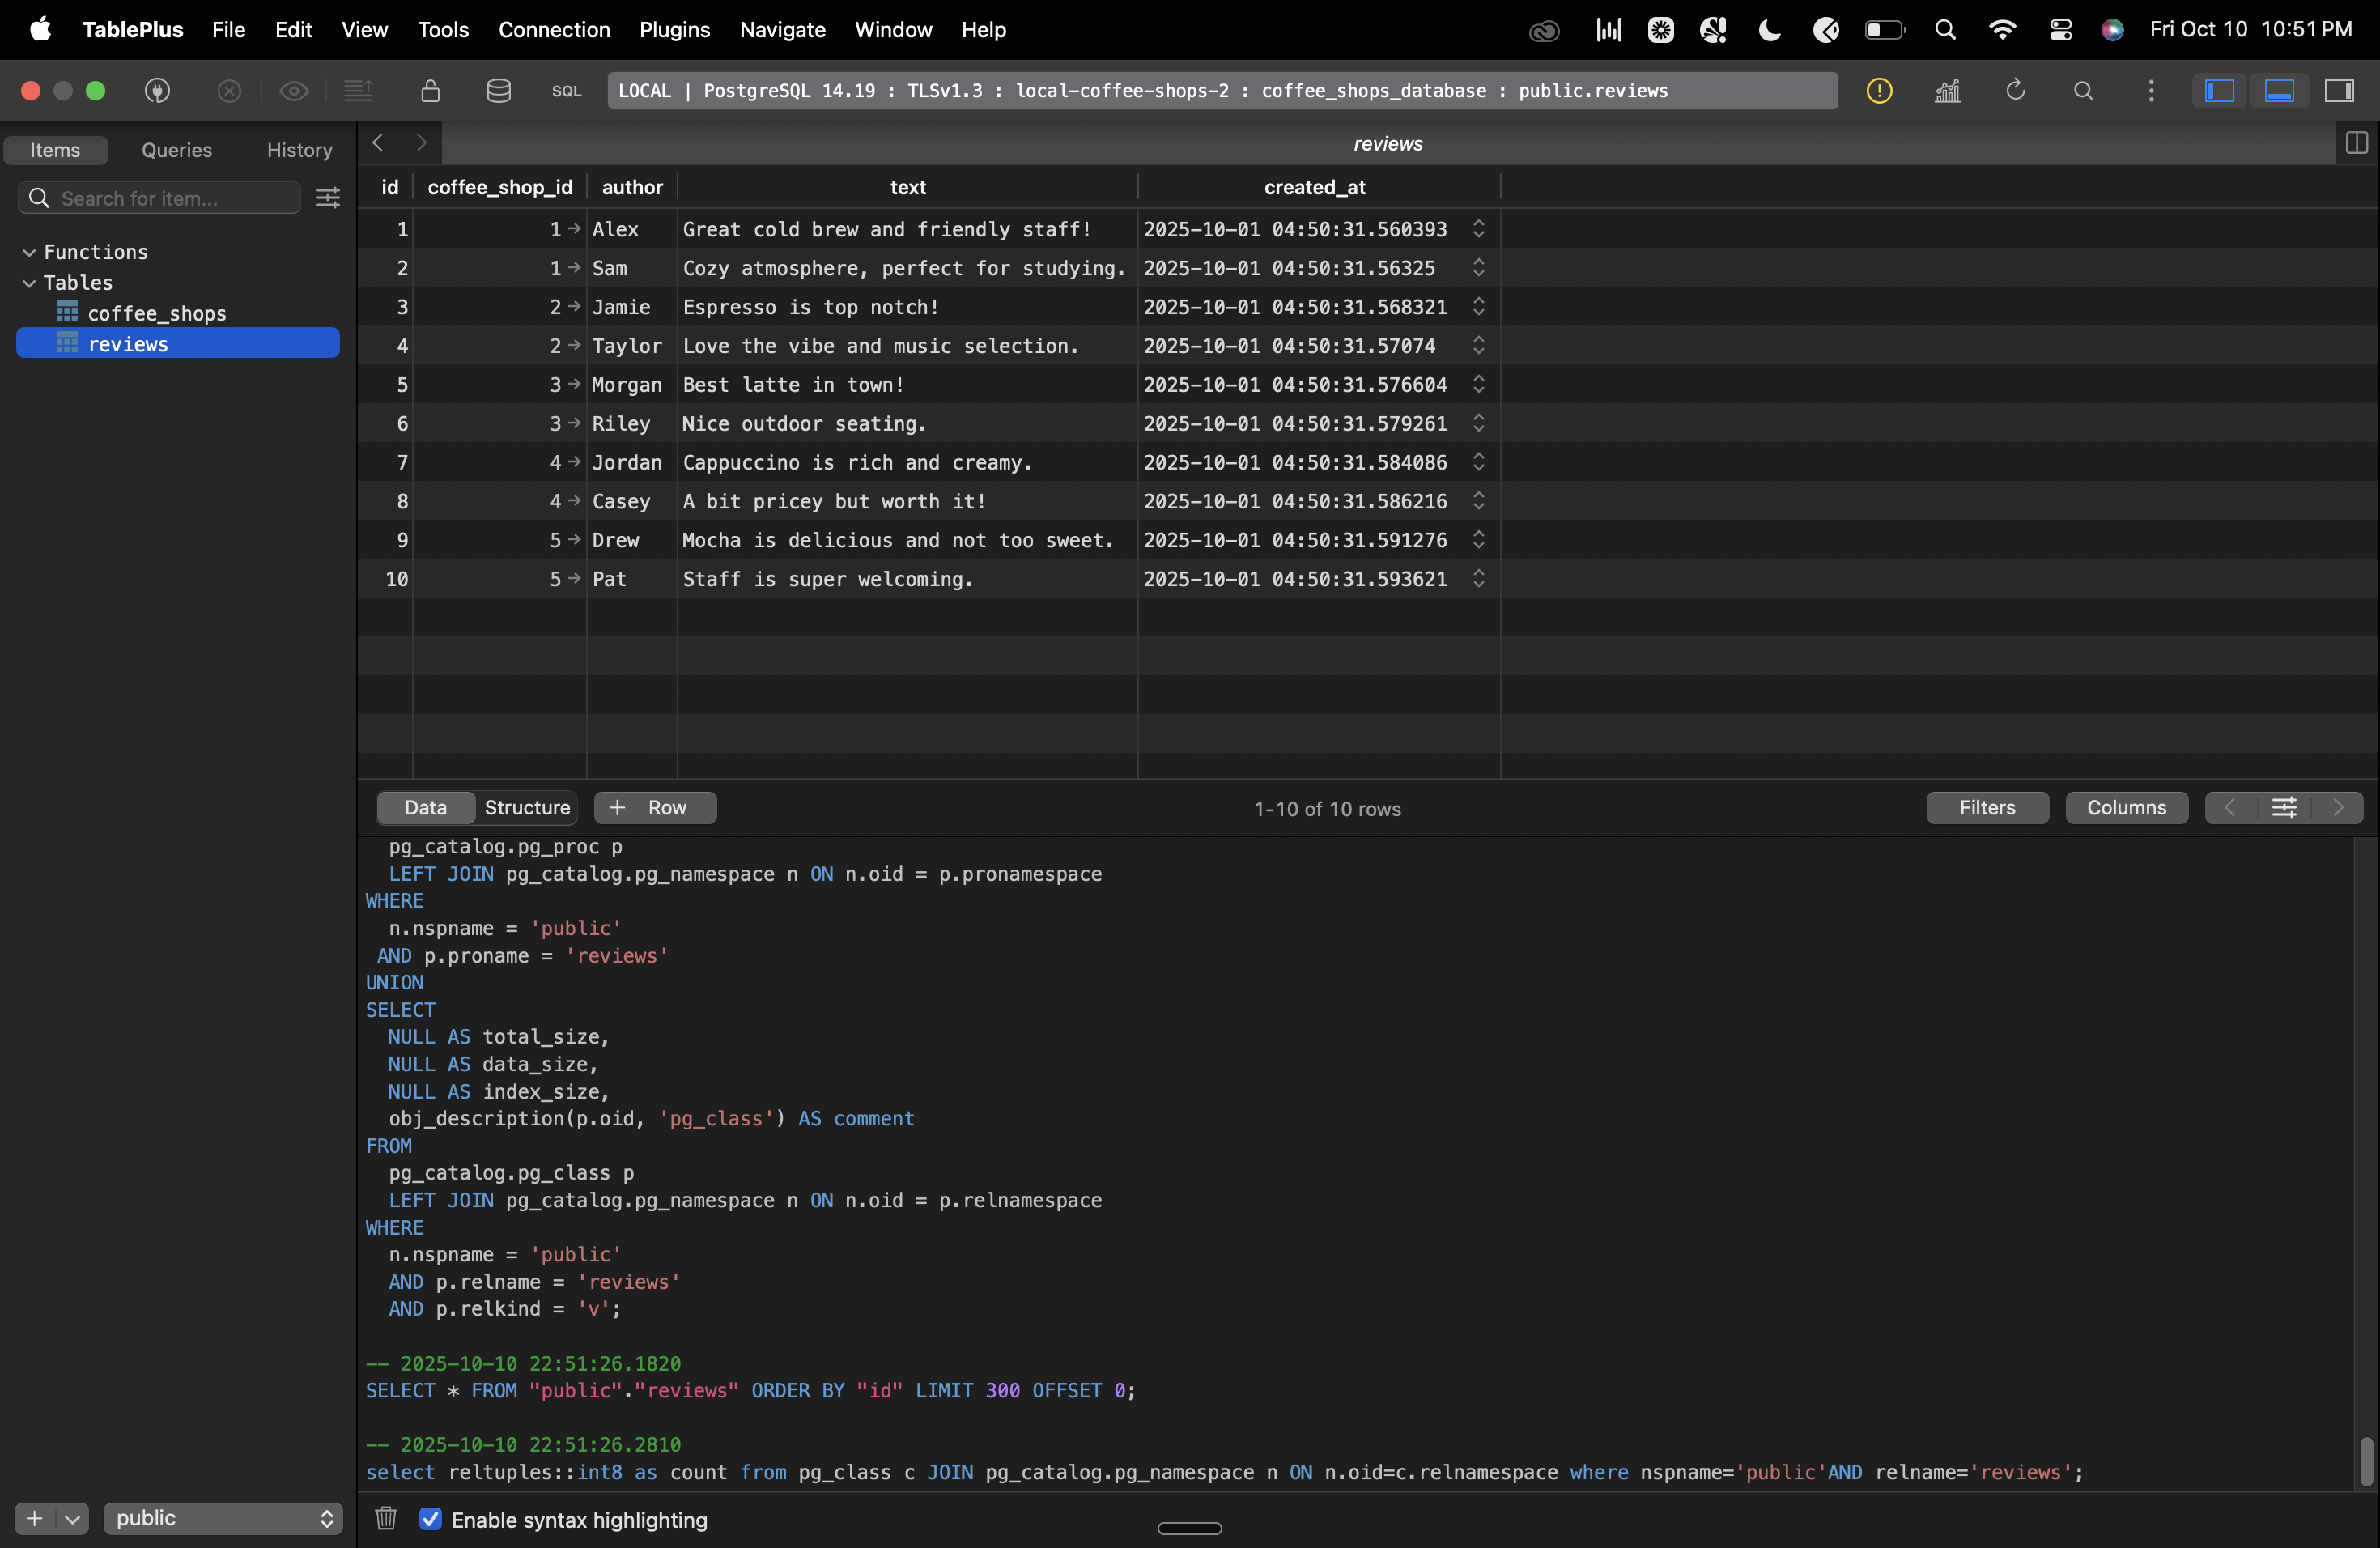 TablePlus File Edit View Tools Connection Plugins Navigate Window Help Fri Oct 10 10:51 PM
SQL LOCAL | PostgreSQL 14.19 : TLSv1.3 : local-coffee-shops-2 : coffee_shops_database : public.reviews
Items Queries History
Search for item...
Functions
Tables
coffee_shops
reviews
public
reviews
id coffee_shop_id author text created_at
1 1 Alex Great cold brew and friendly staff! 2025-10-01 04:50:31.560393
2 1 Sam Cozy atmosphere, perfect for studying. 2025-10-01 04:50:31.56325
3 2 Jamie Espresso is top notch! 2025-10-01 04:50:31.568321
4 2 Taylor Love the vibe and music selection. 2025-10-01 04:50:31.57074
5 3 Morgan Best latte in town! 2025-10-01 04:50:31.576604
6 3 Riley Nice outdoor seating. 2025-10-01 04:50:31.579261
7 4 Jordan Cappuccino is rich and creamy. 2025-10-01 04:50:31.584086
8 4 Casey A bit pricey but worth it! 2025-10-01 04:50:31.586216
9 5 Drew Mocha is delicious and not too sweet. 2025-10-01 04:50:31.591276
10 5 Pat Staff is super welcoming. 2025-10-01 04:50:31.593621
Data Structure + Row 1-10 of 10 rows Filters Columns
pg_catalog.pg_proc p
LEFT JOIN pg_catalog.pg_namespace n ON n.oid = p.pronamespace
WHERE
n.nspname = 'public'
AND p.proname = 'reviews'
UNION
SELECT
NULL AS total_size,
NULL AS data_size,
NULL AS index_size,
obj_description(p.oid, 'pg_class') AS comment
FROM
pg_catalog.pg_class p
LEFT JOIN pg_catalog.pg_namespace n ON n.oid = p.relnamespace
WHERE
n.nspname = 'public'
AND p.relname = 'reviews'
AND p.relkind = 'v';
-- 2025-10-10 22:51:26.1820
SELECT * FROM "public"."reviews" ORDER BY "id" LIMIT 300 OFFSET 0;
-- 2025-10-10 22:51:26.2810
select reltuples::int8 as count from pg_class c JOIN pg_catalog.pg_namespace n ON n.oid=c.relnamespace where nspname='public'AND relname='reviews';
Enable syntax highlighting